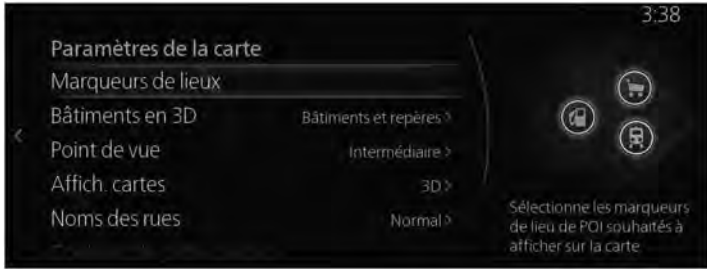 3:38
Paramètres de la carte
Marqueurs de lieux
Bâtiments en 3D Bâtiments et repères >
Point de vue Intermédiaire >
Affich. cartes 3D >
Noms des rues Normal >
Sélectionne les marqueurs
de lieu de POI souhaités à
afficher sur la carte